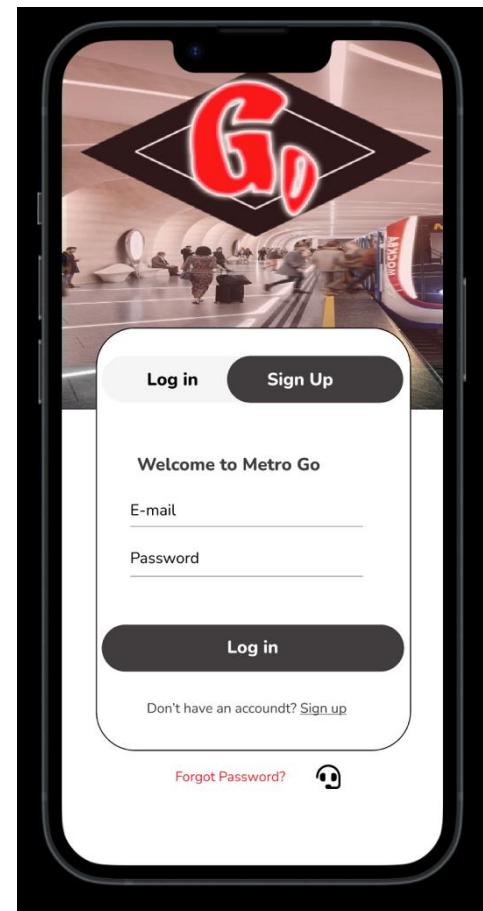 Go
МОСКВА
Log in
Sign Up
Welcome to Metro Go
E-mail
Password
Log in
Don't have an accoundt? Sign up
Forgot Password?